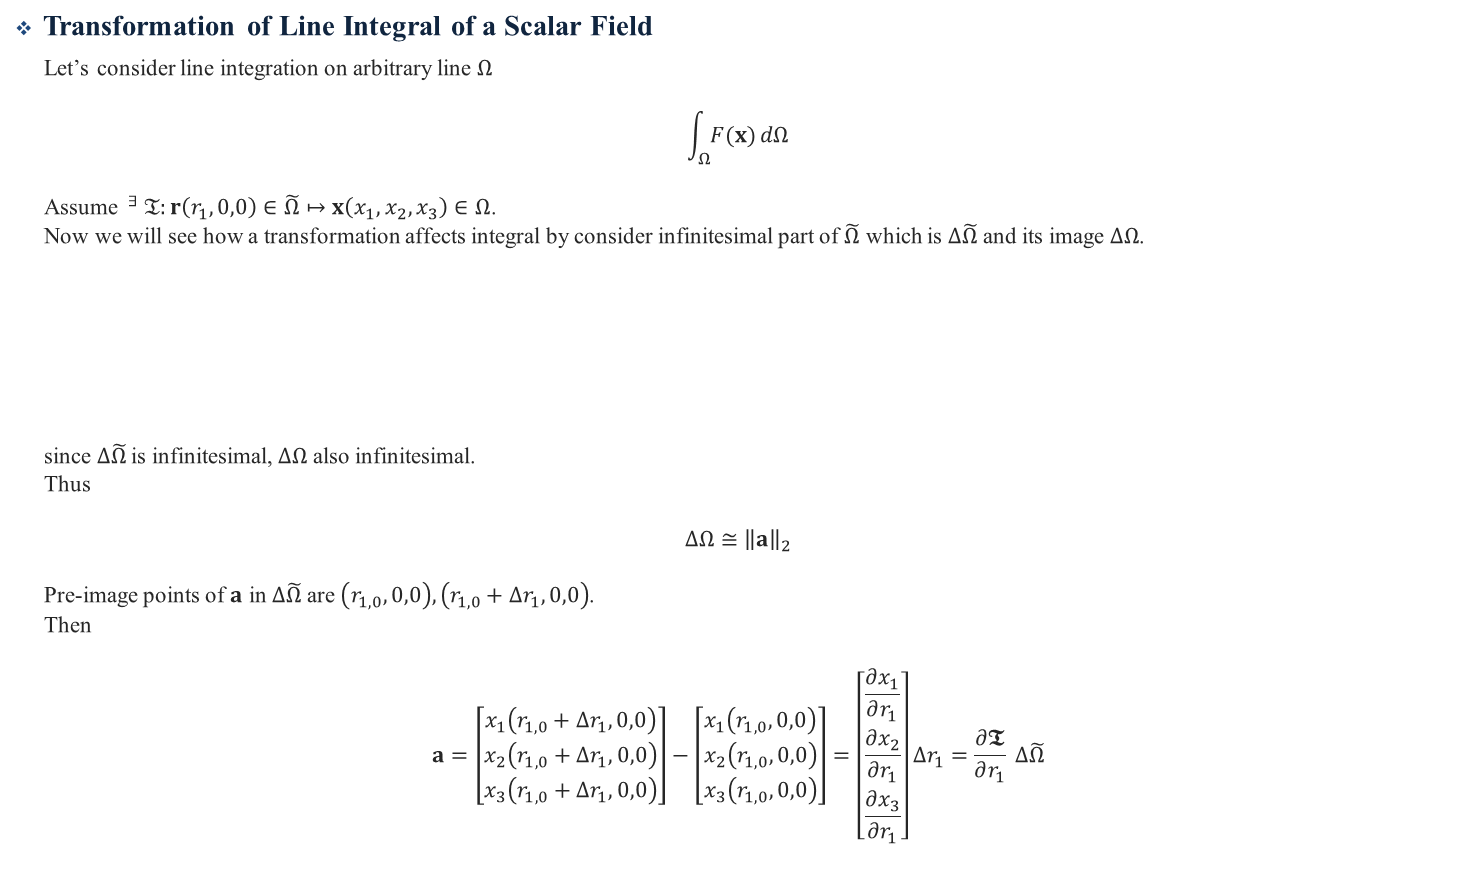 ❖ Transformation of Line Integral of a Scalar Field
Let's consider line integration on arbitrary line Ω
∫_Ω F(𝐱) dΩ
Assume ^∃ 𝕿: 𝐫(r₁, 0,0) ∈ Ω̃ ↦ 𝐱(x₁, x₂, x₃) ∈ Ω.
Now we will see how a transformation affects integral by consider infinitesimal part of Ω̃ which is ΔΩ̃ and its image ΔΩ.
since ΔΩ̃ is infinitesimal, ΔΩ also infinitesimal.
Thus
ΔΩ ≅ ‖𝐚‖₂
Pre-image points of 𝐚 in ΔΩ̃ are (r₁,₀, 0,0), (r₁,₀ + Δr₁, 0,0).
Then
𝐚 = [x₁(r₁,₀ + Δr₁, 0,0); x₂(r₁,₀ + Δr₁, 0,0); x₃(r₁,₀ + Δr₁, 0,0)] − [x₁(r₁,₀, 0,0); x₂(r₁,₀, 0,0); x₃(r₁,₀, 0,0)] = [∂x₁/∂r₁; ∂x₂/∂r₁; ∂x₃/∂r₁] Δr₁ = ∂𝕿/∂r₁ ΔΩ̃